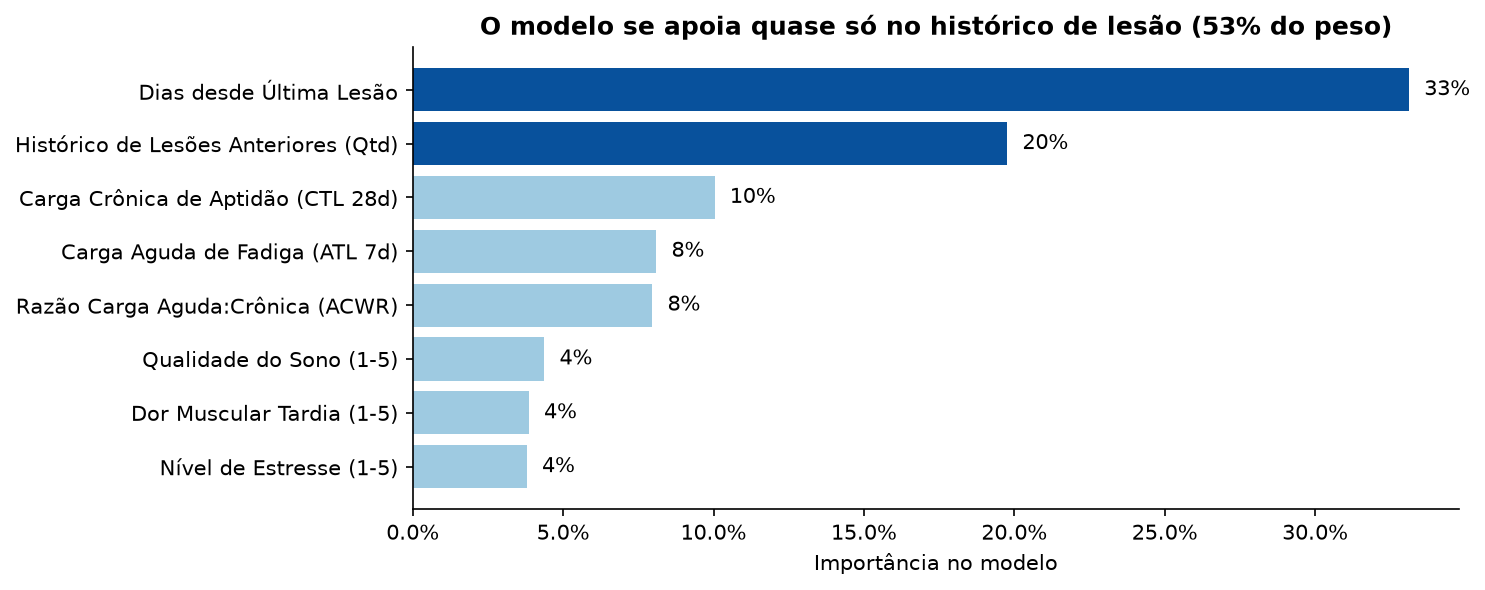 O modelo se apoia quase só no histórico de lesão (53% do peso)
Dias desde Última Lesão
33%
Histórico de Lesões Anteriores (Qtd)
20%
Carga Crônica de Aptidão (CTL 28d)
10%
Carga Aguda de Fadiga (ATL 7d)
8%
Razão Carga Aguda:Crônica (ACWR)
8%
Qualidade do Sono (1-5)
4%
Dor Muscular Tardia (1-5)
4%
Nível de Estresse (1-5)
4%
0.0% 5.0% 10.0% 15.0% 20.0% 25.0% 30.0%
Importância no modelo